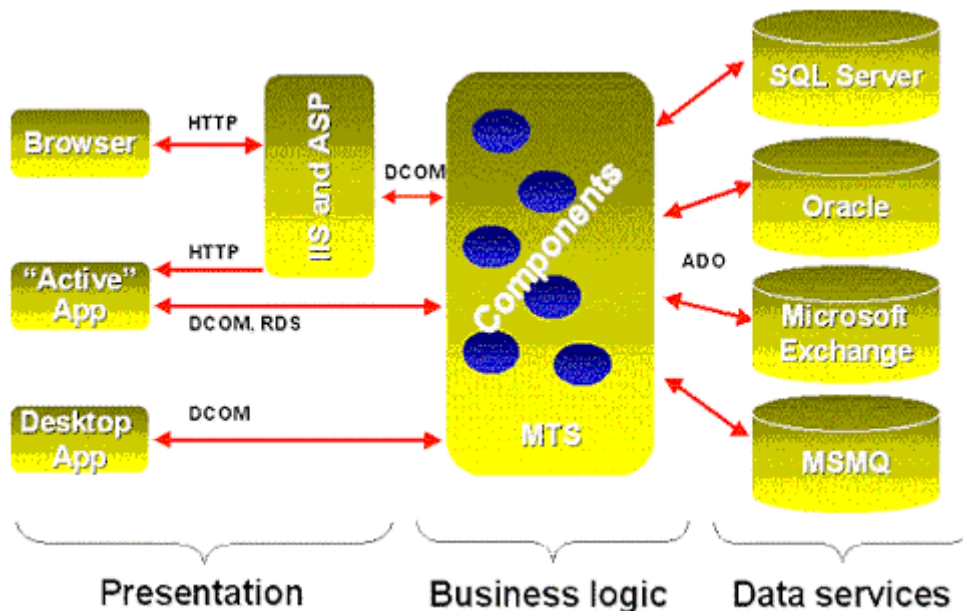 Browser
HTTP
IIS and ASP
DCOM
HTTP
"Active"
App
DCOM, RDS
Desktop
App
DCOM
Components
MTS
ADO
SQL Server
Oracle
Microsoft
Exchange
MSMQ
Presentation
Business logic
Data services